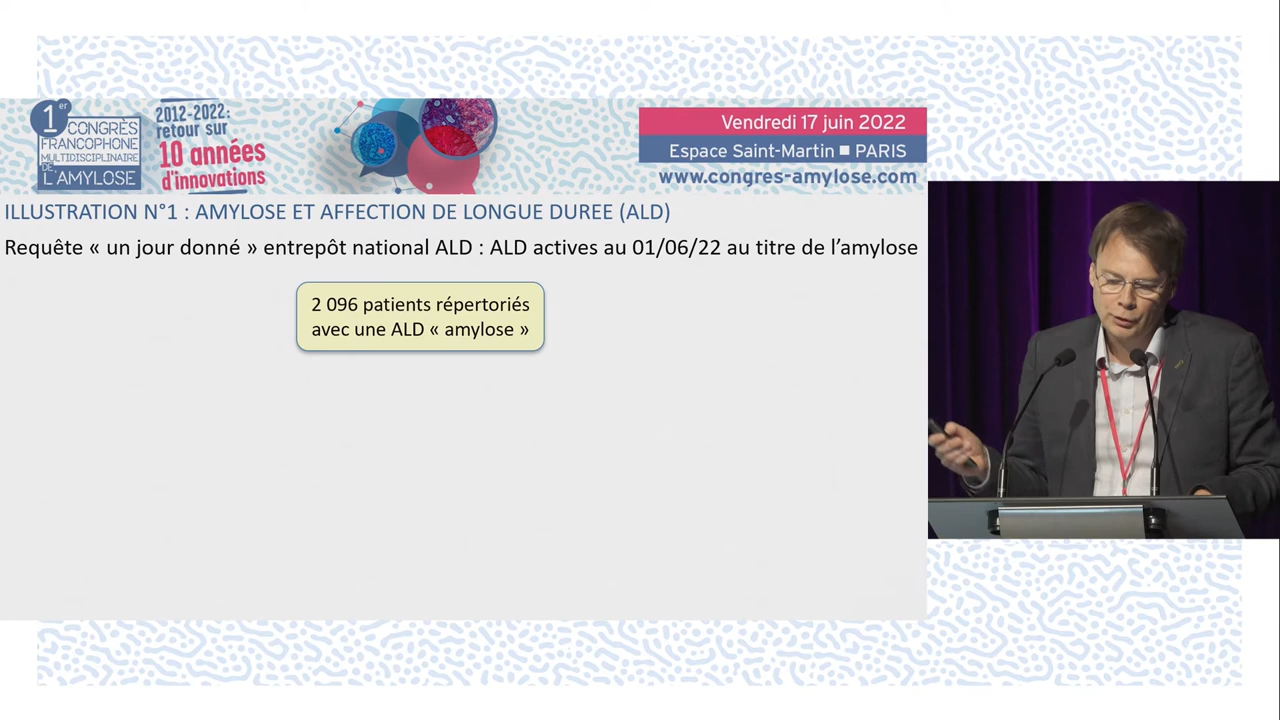 1er
CONGRÈS
FRANCOPHONE
MULTIDISCIPLINAIRE
DE
L'AMYLOSE
2012-2022:
retour sur
10 années
d'innovations
Vendredi 17 juin 2022
Espace Saint-Martin ■ PARIS
www.congres-amylose.com
ILLUSTRATION N°1 : AMYLOSE ET AFFECTION DE LONGUE DUREE (ALD)
Requête « un jour donné » entrepôt national ALD : ALD actives au 01/06/22 au titre de l’amylose
2 096 patients répertoriés
avec une ALD « amylose »